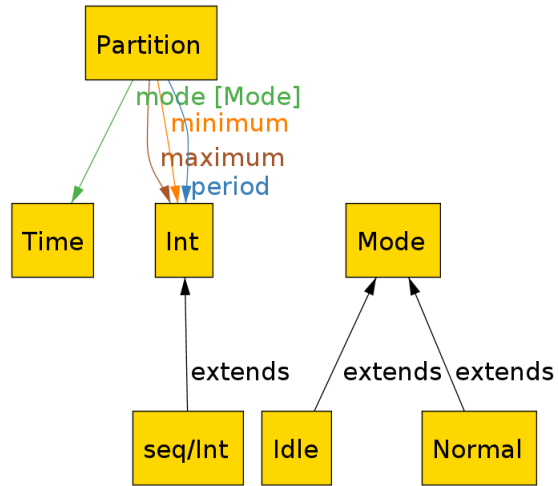 Partition
mode [Mode]
minimum
maximum
period
Time
Int
Mode
extends
extends
extends
seq/Int
Idle
Normal